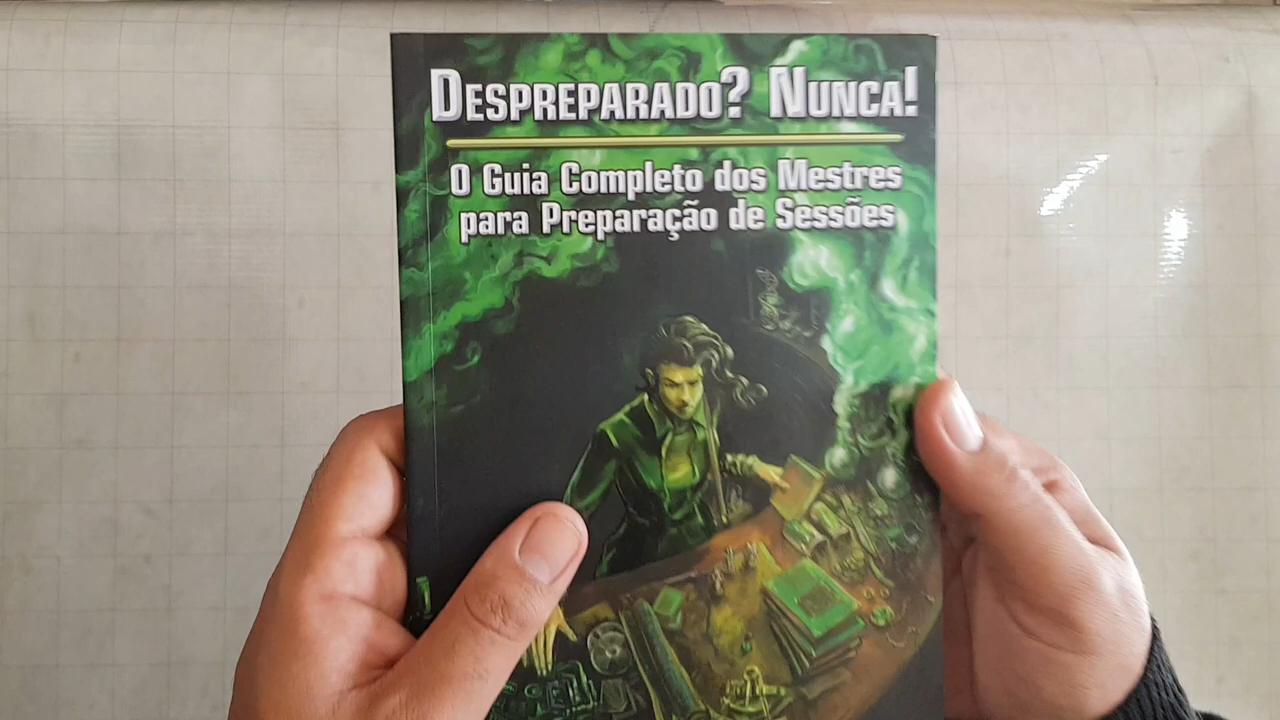 Despreparado? Nunca!
O Guia Completo dos Mestres
para Preparação de Sessões